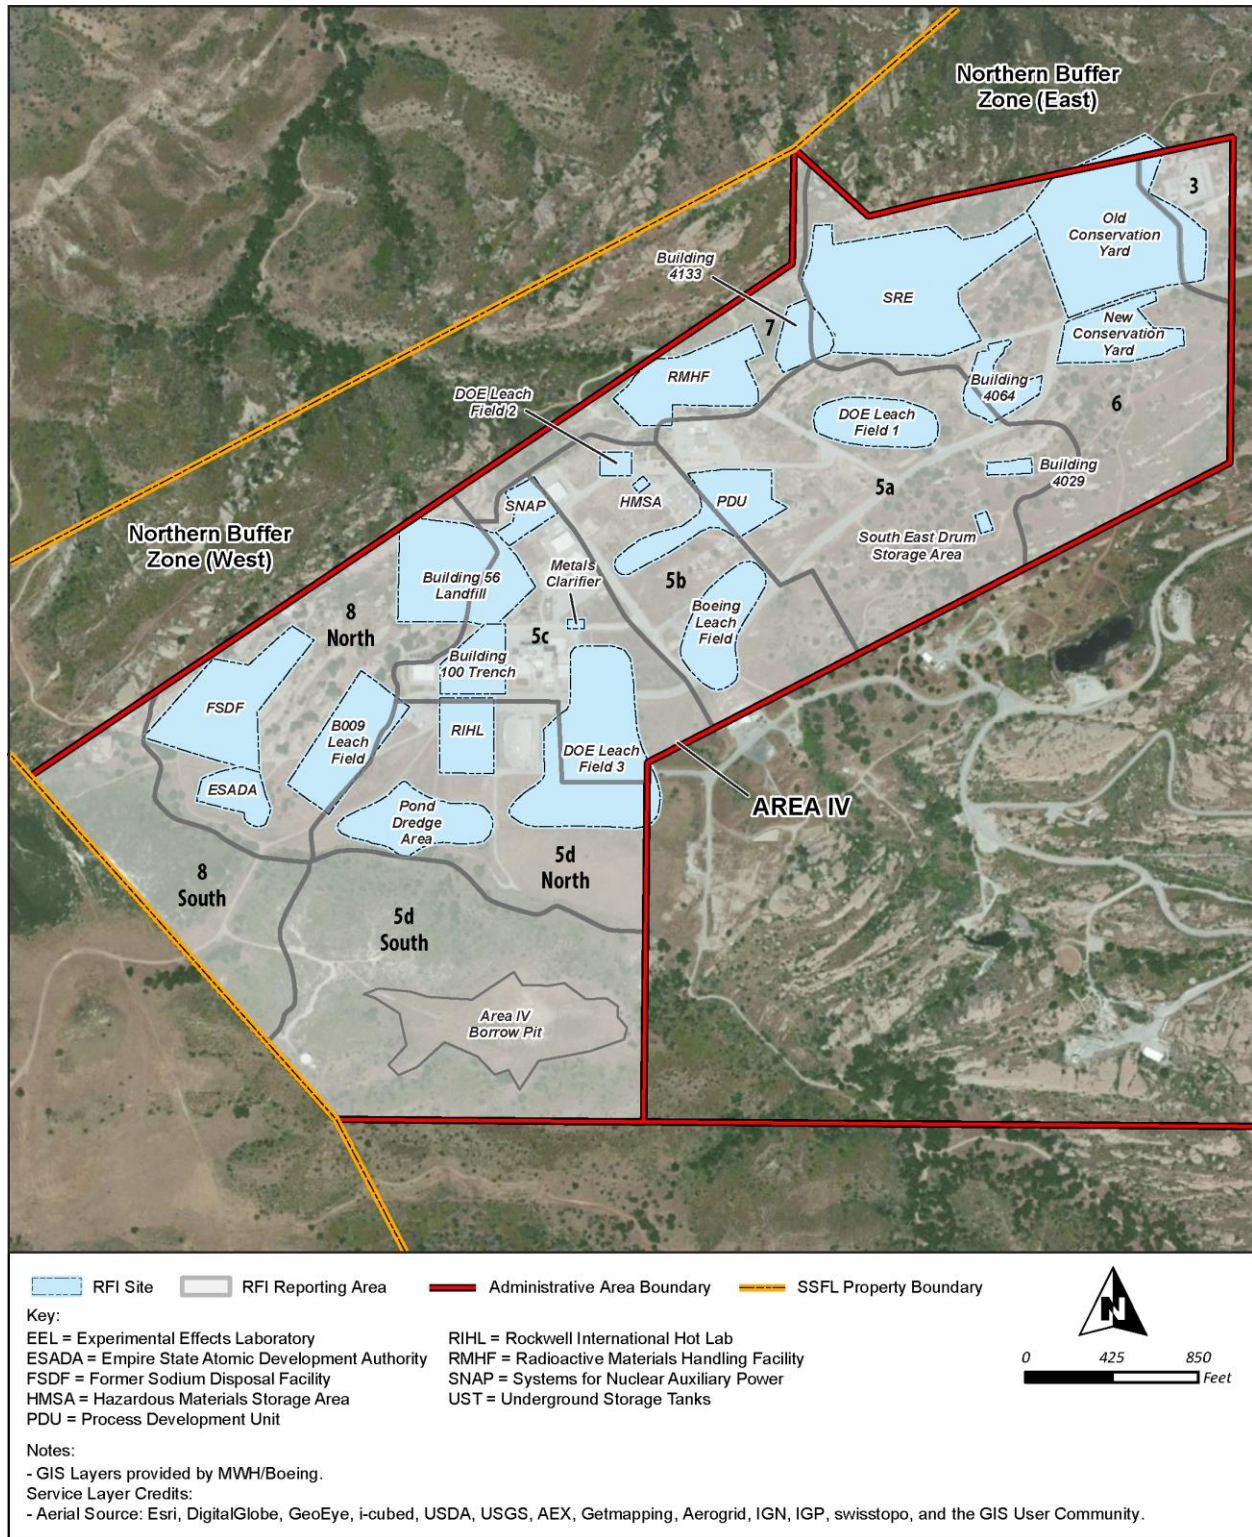 Northern Buffer
Zone (East)
3
Old
Conservation
Yard
Building
4133
SRE
7
New
Conservation
Yard
RMHF
Building
4064
6
DOE Leach
Field 2
DOE Leach
Field 1
Building
4029
5a
HMSA
PDU
SNAP
South East Drum
Storage Area
Northern Buffer
Zone (West)
Metals
Clarifier
Building 56
Landfill
5b
Boeing
Leach
Field
8
North
5c
Building
100 Trench
FSDF
B009
Leach
Field
RIHL
DOE Leach
Field 3
ESADA
AREA IV
Pond
Dredge
Area
5d
North
8
South
5d
South
Area IV
Borrow Pit
RFI Site
RFI Reporting Area
Administrative Area Boundary
SSFL Property Boundary
Key:
EEL = Experimental Effects Laboratory
ESADA = Empire State Atomic Development Authority
FSDF = Former Sodium Disposal Facility
HMSA = Hazardous Materials Storage Area
PDU = Process Development Unit
RIHL = Rockwell International Hot Lab
RMHF = Radioactive Materials Handling Facility
SNAP = Systems for Nuclear Auxiliary Power
UST = Underground Storage Tanks
N
0 425 850
Feet
Notes:
- GIS Layers provided by MWH/Boeing.
Service Layer Credits:
- Aerial Source: Esri, DigitalGlobe, GeoEye, i-cubed, USDA, USGS, AEX, Getmapping, Aerogrid, IGN, IGP, swisstopo, and the GIS User Community.